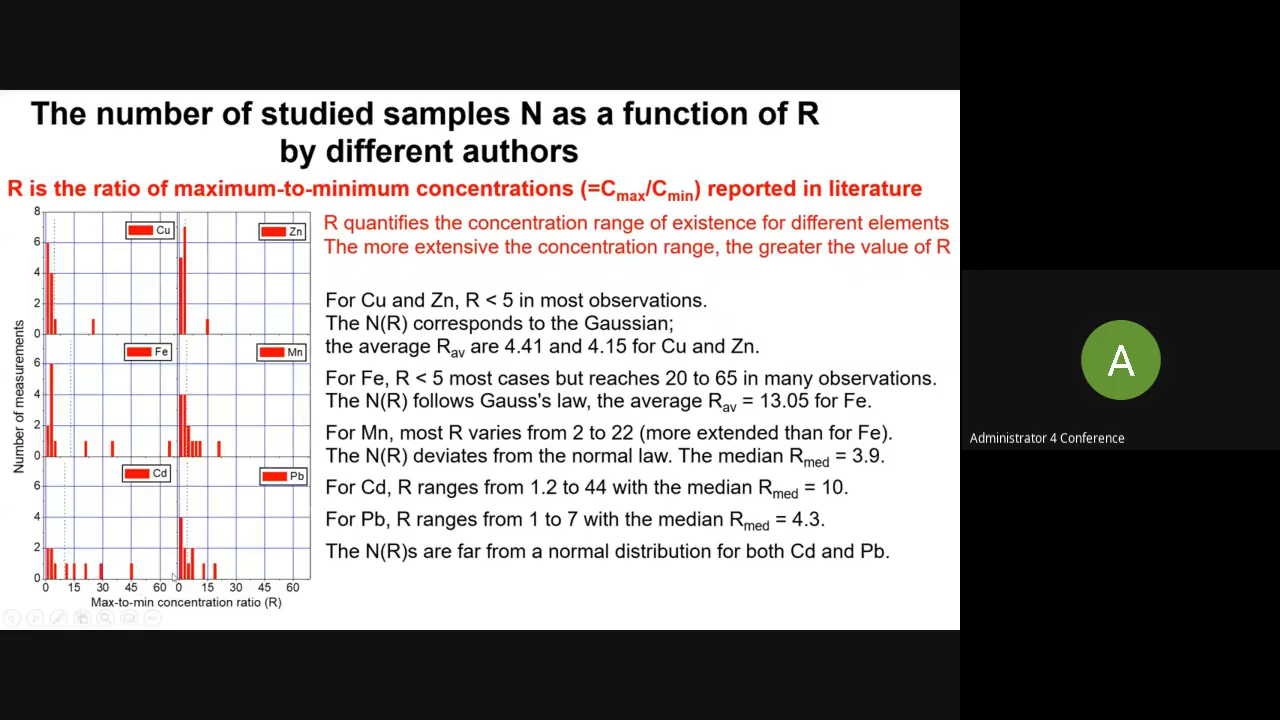 The number of studied samples N as a function of R
by different authors
R is the ratio of maximum-to-minimum concentrations (=Cmax/Cmin) reported in literature
8
6
4
2
0
Cu
Zn
6
4
2
0
Fe
Mn
6
4
2
0
Cd
Pb
0 15 30 45 60 0 15 30 45 60
Number of measurements
Max-to-min concentration ratio (R)
R quantifies the concentration range of existence for different elements
The more extensive the concentration range, the greater the value of R
For Cu and Zn, R < 5 in most observations.
The N(R) corresponds to the Gaussian;
the average Rav are 4.41 and 4.15 for Cu and Zn.
For Fe, R < 5 most cases but reaches 20 to 65 in many observations.
The N(R) follows Gauss's law, the average Rav = 13.05 for Fe.
For Mn, most R varies from 2 to 22 (more extended than for Fe).
The N(R) deviates from the normal law. The median Rmed = 3.9.
For Cd, R ranges from 1.2 to 44 with the median Rmed = 10.
For Pb, R ranges from 1 to 7 with the median Rmed = 4.3.
The N(R)s are far from a normal distribution for both Cd and Pb.
A
Administrator 4 Conference